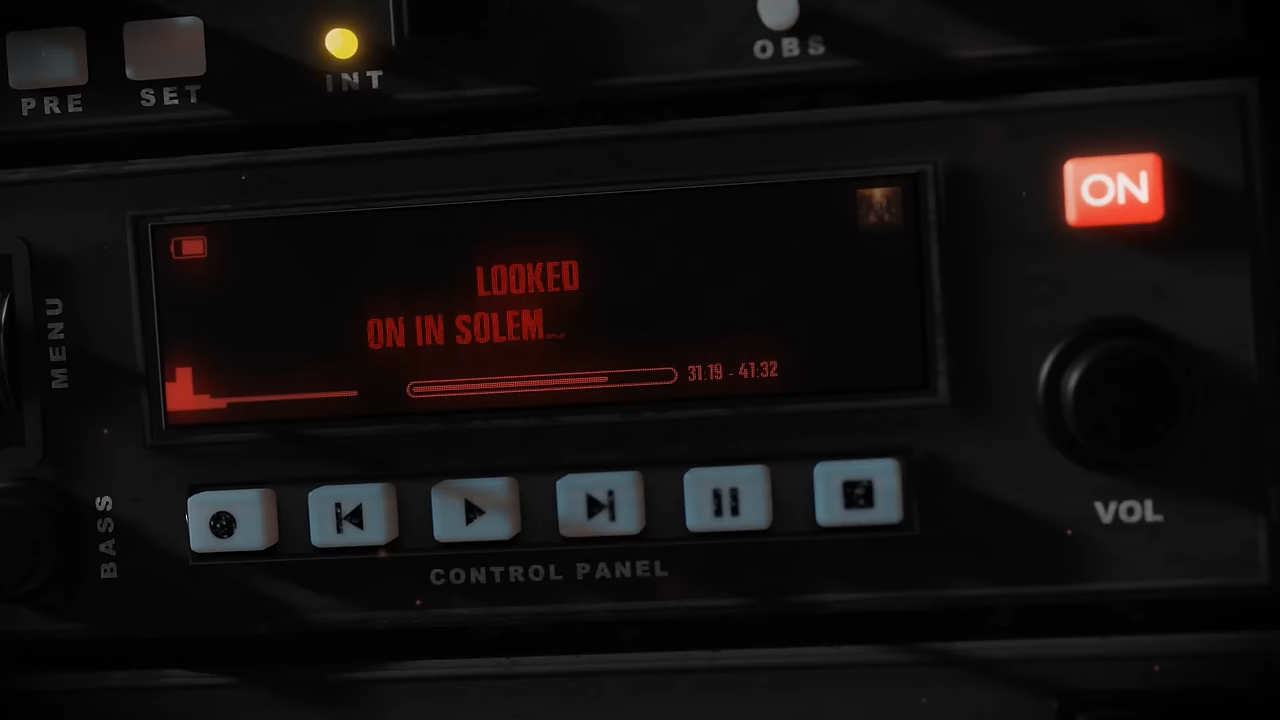 PRE
SET
INT
OBS
ON
LOOKED
ON IN SOLEM...
31:19 - 41:32
MENU
BASS
VOL
CONTROL PANEL